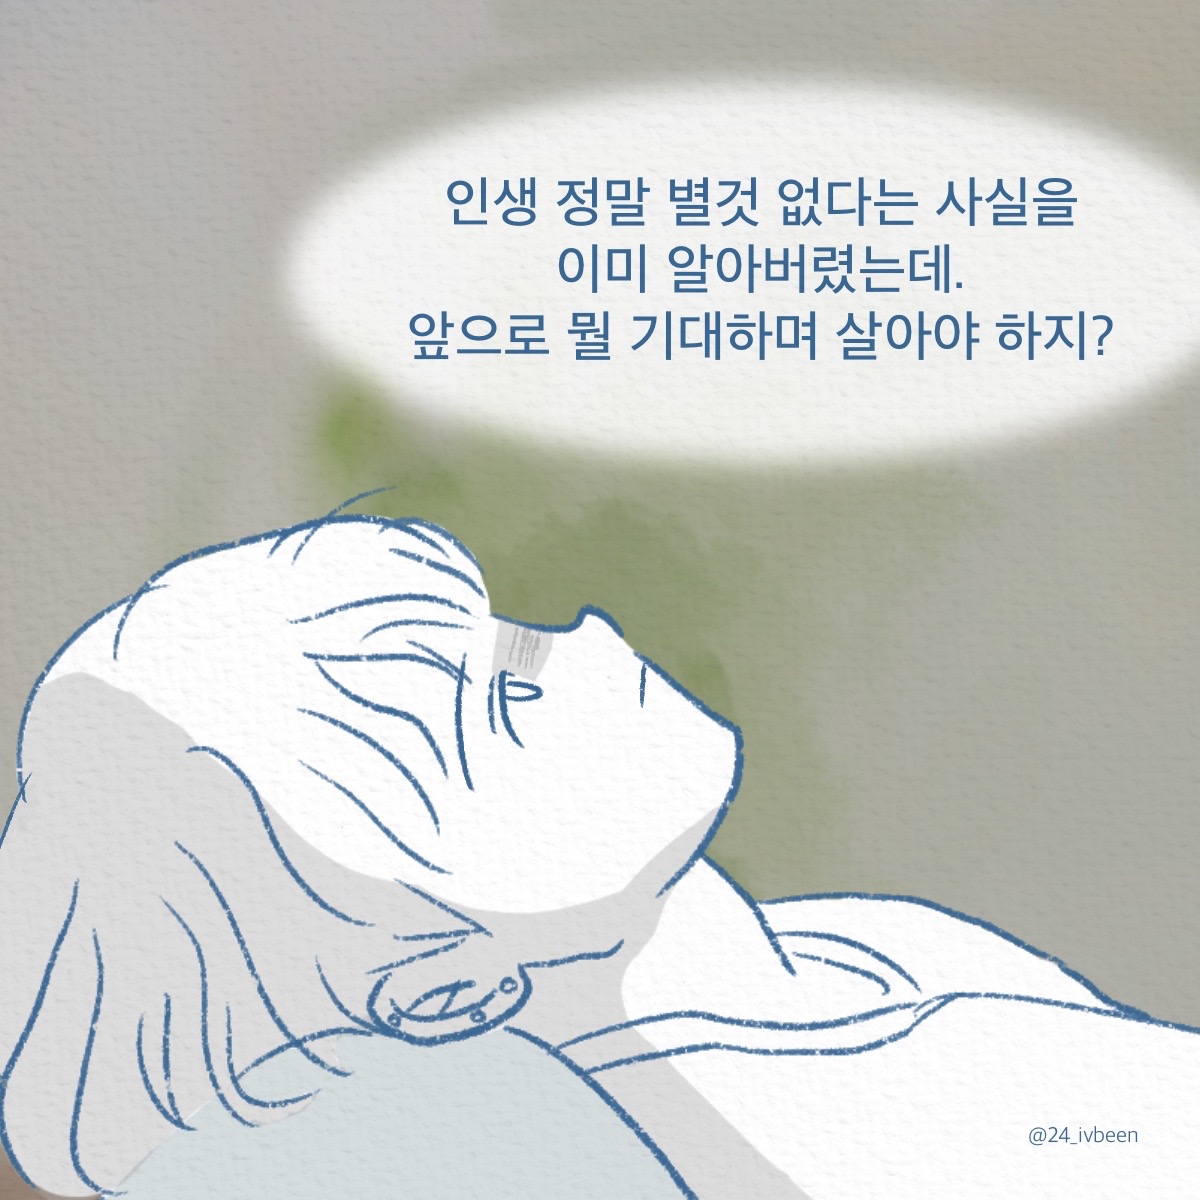 인생 정말 별것 없다는 사실을
이미 알아버렸는데.
앞으로 뭘 기대하며 살아야 하지?
@24_ivbeen